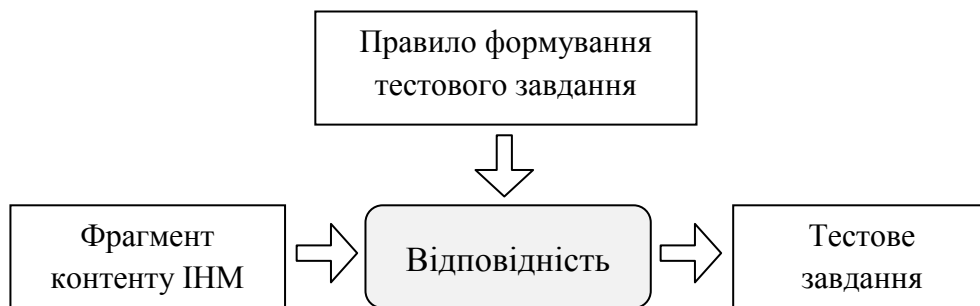 Правило формування
тестового завдання
Фрагмент
контенту ІНМ
Відповідність
Тестове
завдання